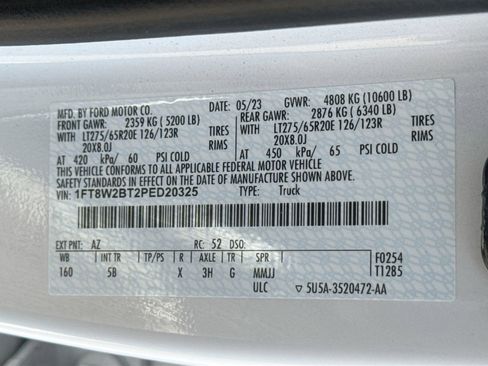 MFD. BY FORD MOTOR CO. DATE: 05/23 GVWR: 4808 KG (10600 LB)
FRONT GAWR: 2359 KG ( 5200 LB) REAR GAWR: 2876 KG ( 6340 LB)
WITH LT275/65R20E 126/123R TIRES WITH LT275/65R20E 126/123R TIRES
20X8.0J RIMS 20X8.0J RIMS
AT 420 kPa/ 60 PSI COLD AT 450 kPa/ 65 PSI COLD
THIS VEHICLE CONFORMS TO ALL APPLICABLE FEDERAL MOTOR VEHICLE
SAFETY STANDARDS IN EFFECT ON THE DATE OF MANUFACTURE SHOWN ABOVE.
VIN: 1FT8W2BT2PED20325 TYPE: Truck
EXT PNT: AZ RC: 52 DSO:
WB INT TR TP/PS R AXLE TR SPR F0254
160 5B X 3H G MMJJ T1285
ULC ▽ 5U5A-3520472-AA